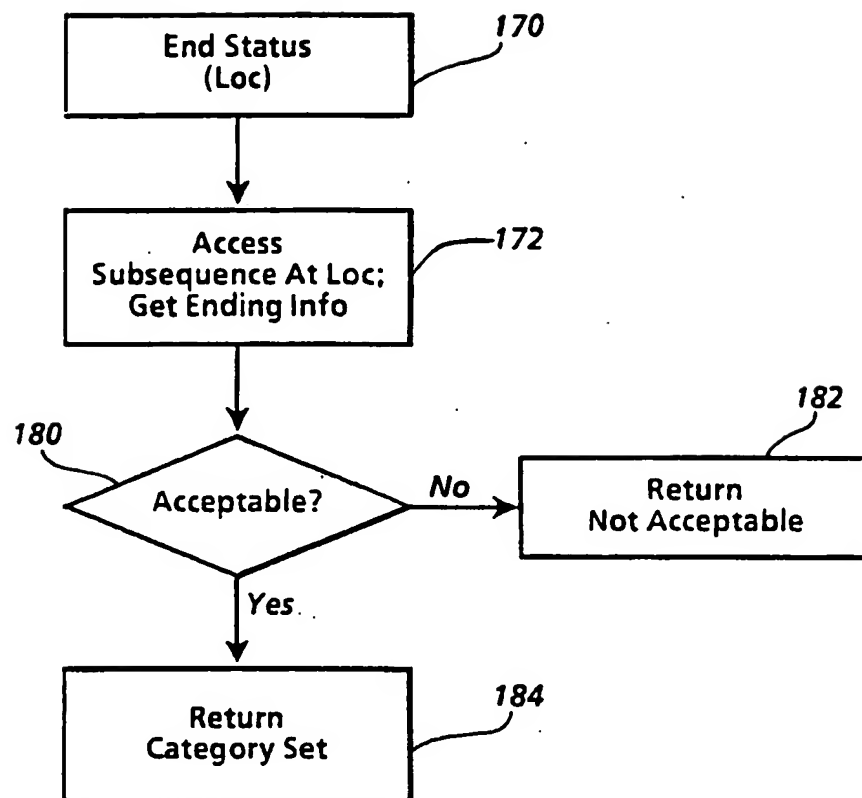 170
End Status
(Loc)
172
Access
Subsequence At Loc;
Get Ending Info
180
Acceptable?
No
182
Return
Not Acceptable
Yes
184
Return
Category Set